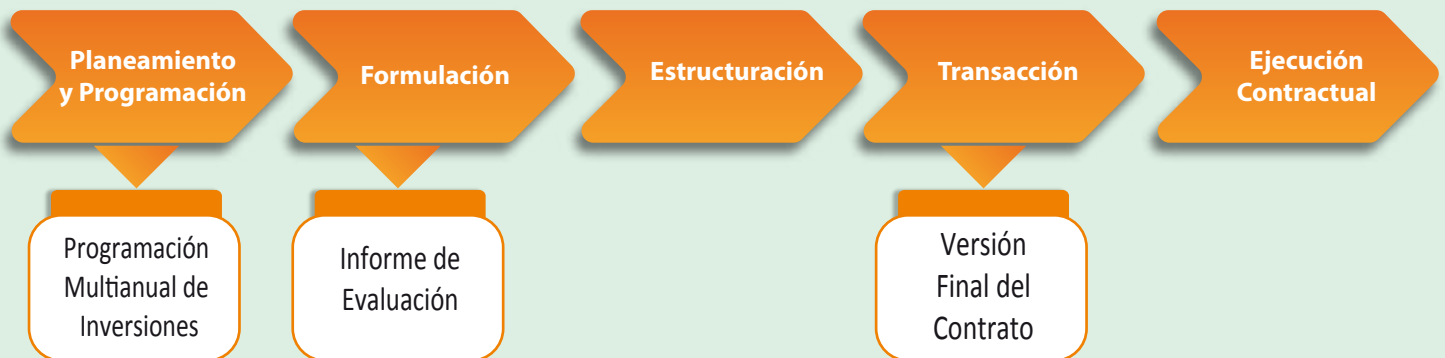 Planeamiento
y Programación
Formulación
Estructuración
Transacción
Ejecución
Contractual
Programación
Multianual de
Inversiones
Informe de
Evaluación
Versión
Final del
Contrato